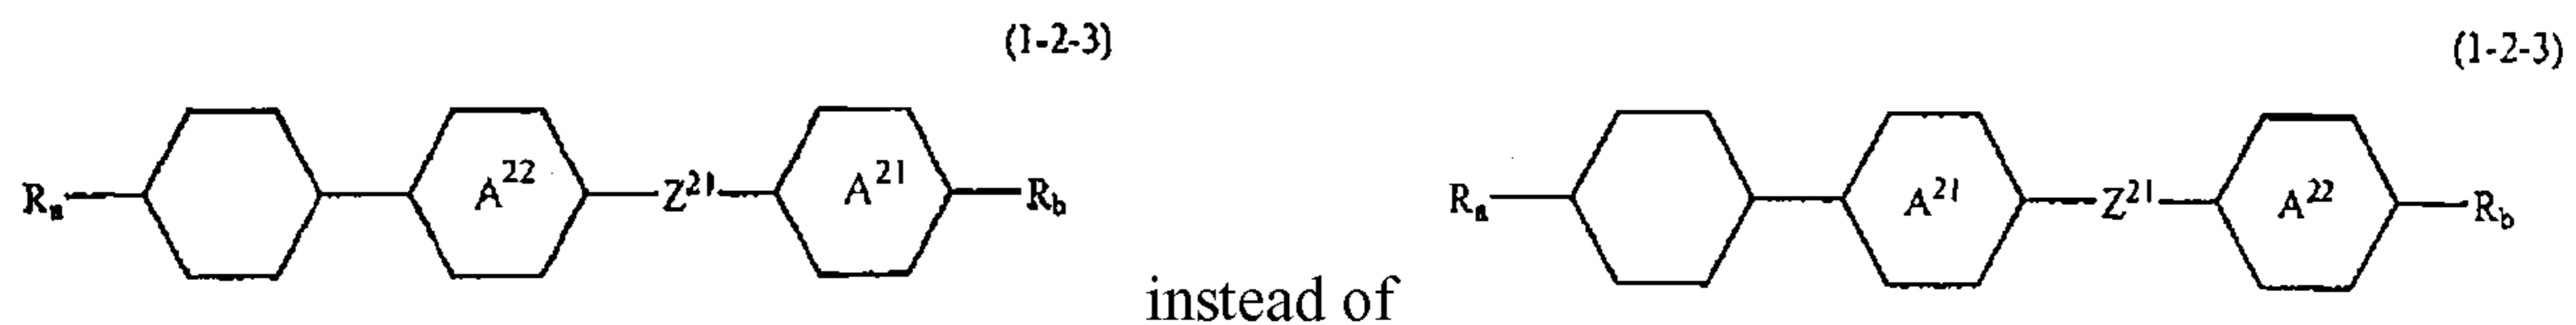 (1-2-3)
(1-2-3)
Ra A22 Z21 A21 Rb
Ra A21 Z21 A22 Rb
instead of